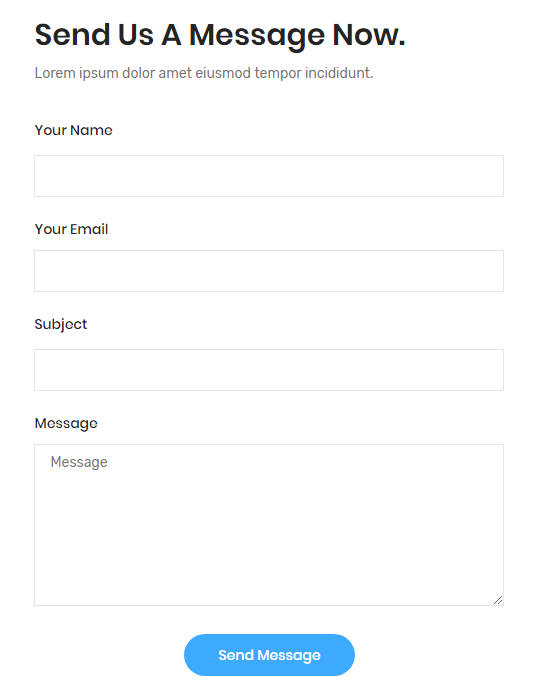 Send Us A Message Now.
Lorem ipsum dolor amet eiusmod tempor incididunt.
Your Name
Your Email
Subject
Message
Message
Send Message